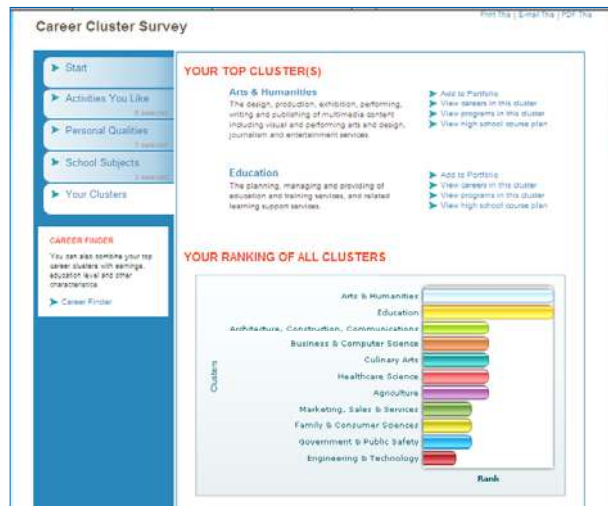 Print This | E-mail This | PDF This
Career Cluster Survey
Start
Activities You Like
Personal Qualities
School Subjects
Your Clusters
CAREER FINDER
You can also combine your top
career clusters with earnings,
education level and other
characteristics.
Career Finder
YOUR TOP CLUSTER(S)
Arts & Humanities
The design, production, exhibition, performing,
writing and publishing of multimedia content
including visual and performing arts and design,
journalism and entertainment services.
Add to Portfolio
View careers in this cluster
View programs in this cluster
View high school course plan
Education
The planning, managing and providing of
education and training services, and related
learning support services.
Add to Portfolio
View careers in this cluster
View programs in this cluster
View high school course plan
YOUR RANKING OF ALL CLUSTERS
Clusters
Arts & Humanities
Education
Architecture, Construction, Communications
Business & Computer Science
Culinary Arts
Healthcare Science
Agriculture
Marketing, Sales & Services
Family & Consumer Sciences
Government & Public Safety
Engineering & Technology
Rank